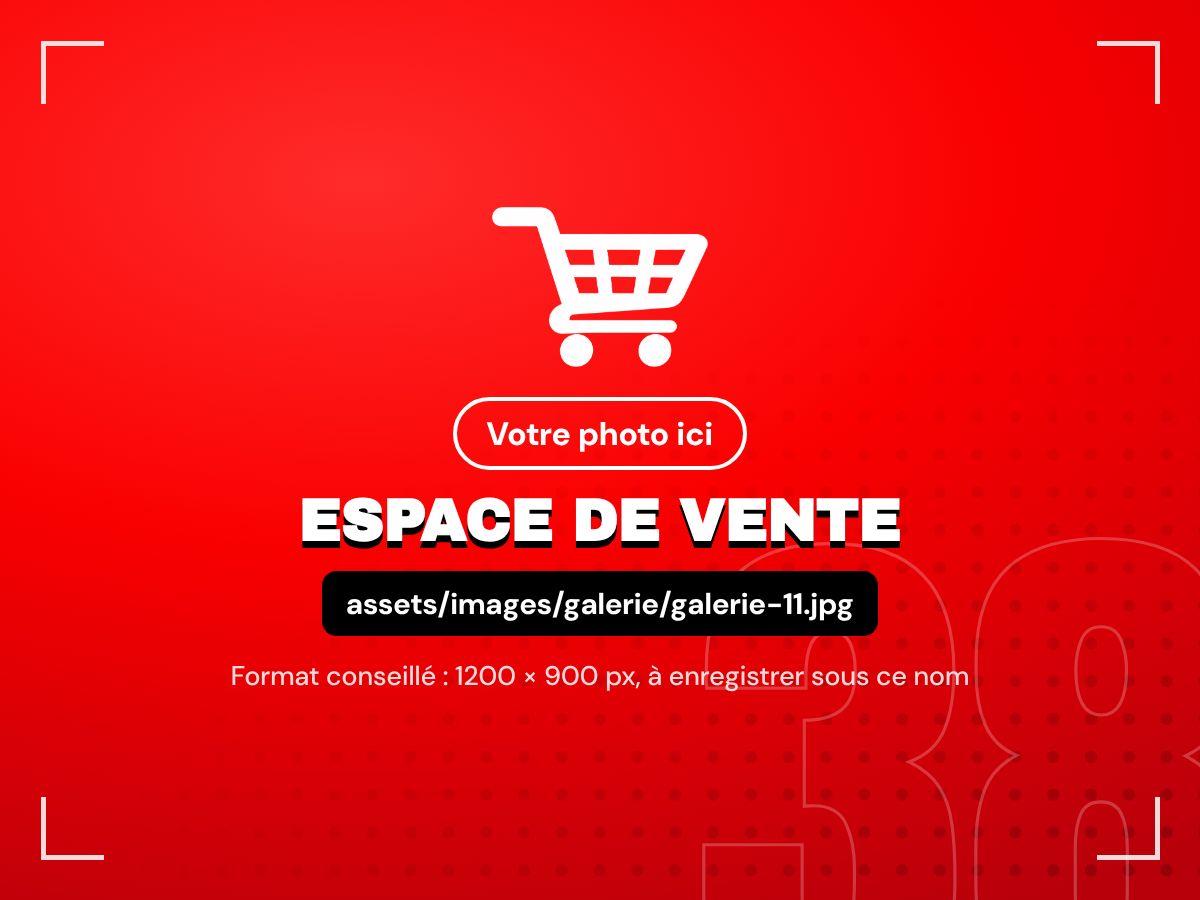 Votre photo ici
ESPACE DE VENTE
assets/images/galerie/galerie-11.jpg
Format conseillé : 1200 × 900 px, à enregistrer sous ce nom
38